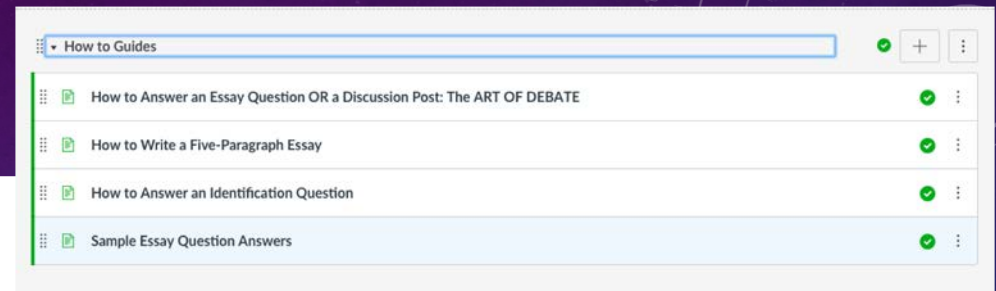 How to Guides
How to Answer an Essay Question OR a Discussion Post: The ART OF DEBATE
How to Write a Five-Paragraph Essay
How to Answer an Identification Question
Sample Essay Question Answers